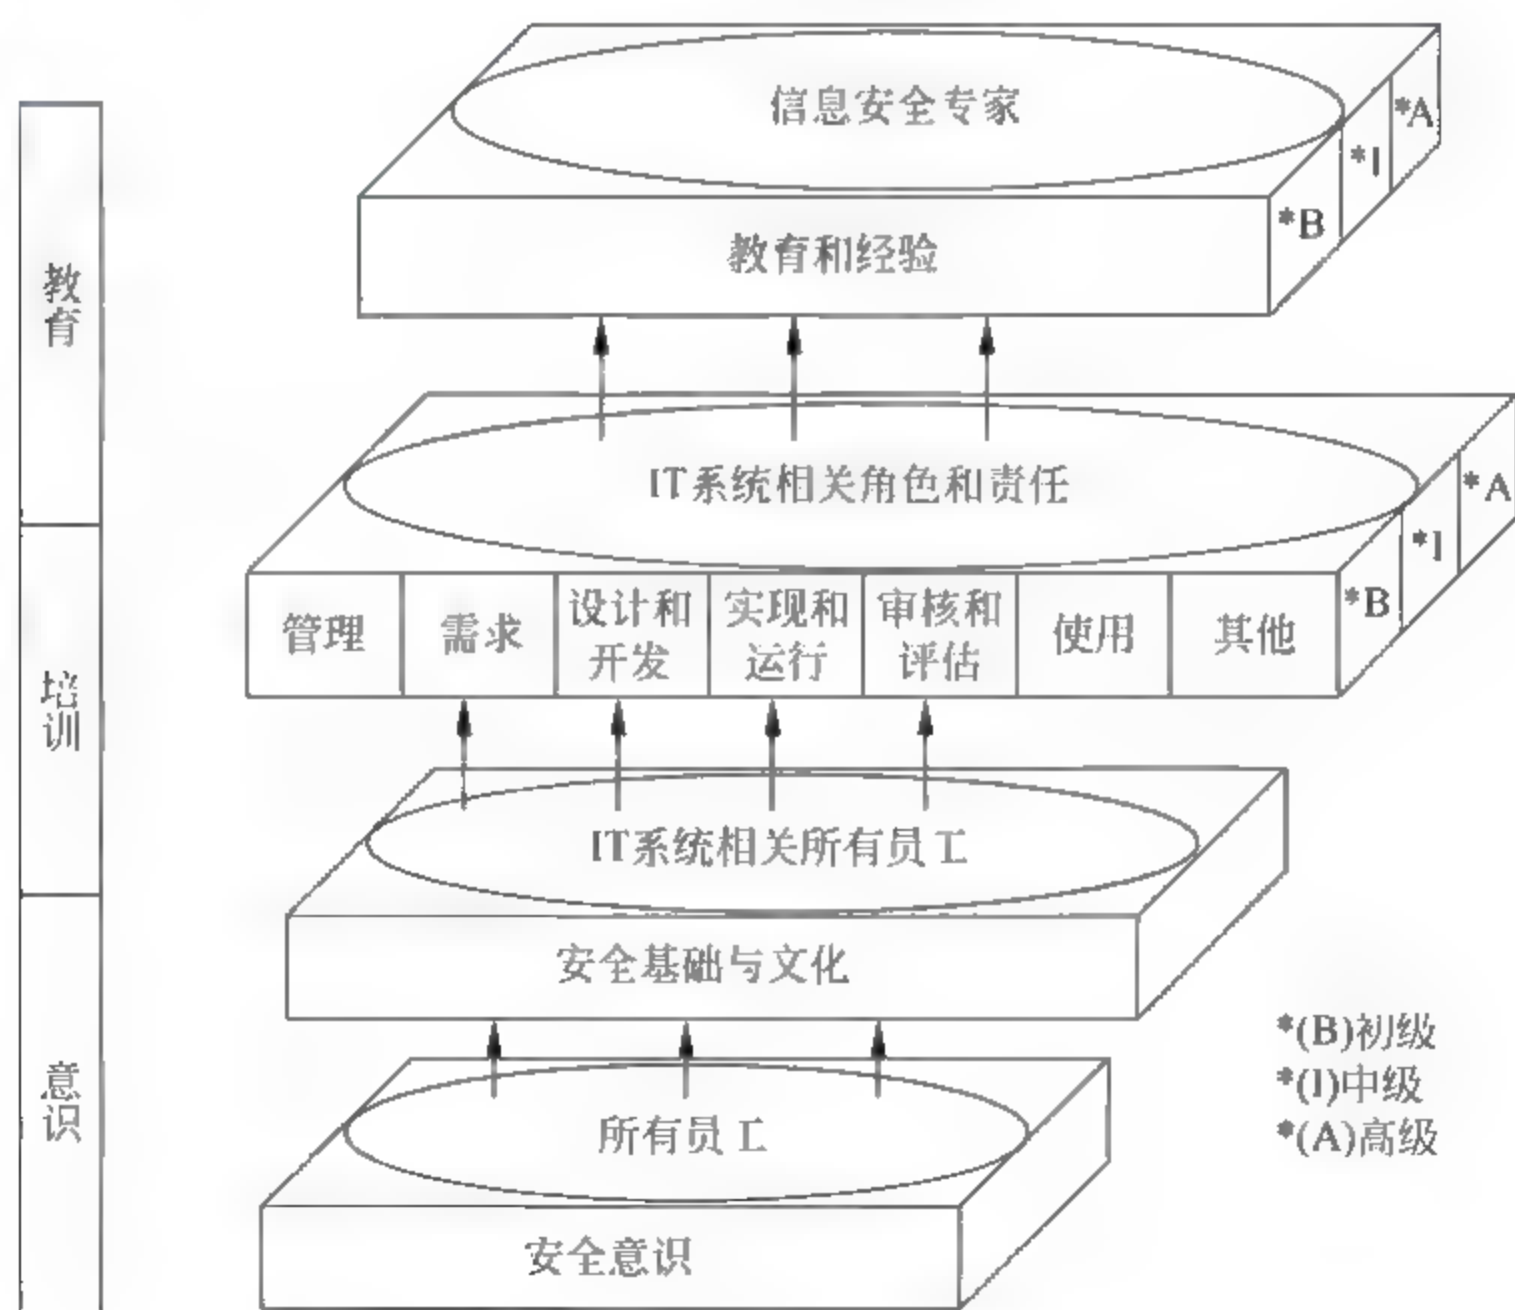 信息安全专家
*A
*I
*B
教育和经验
教育
IT系统相关角色和责任
*A
*I
*B
管理
需求
设计和
开发
实现和
运行
审核和
评估
使用
其他
培训
IT系统相关所有员工
安全基础与文化
意识
所有员工
安全意识
*(B)初级
*(I)中级
*(A)高级